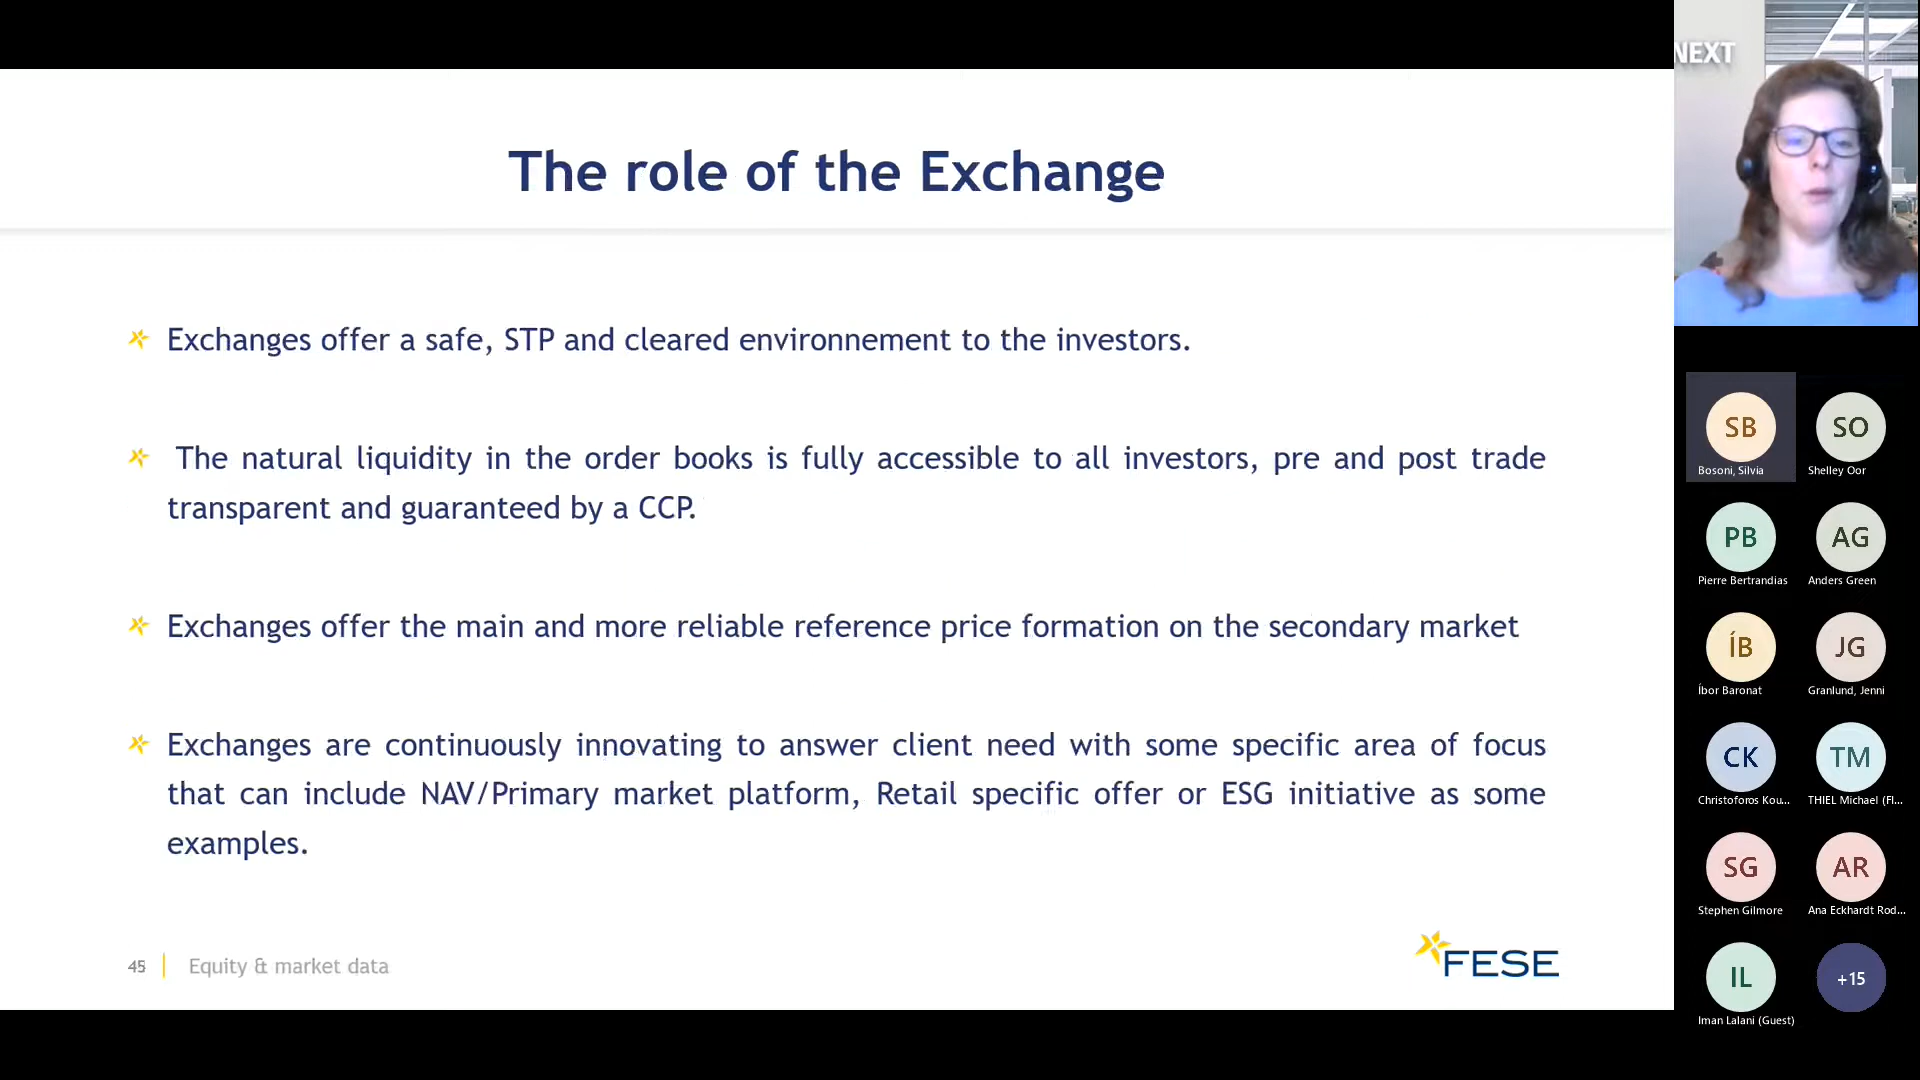 The role of the Exchange
Exchanges offer a safe, STP and cleared environnement to the investors.
The natural liquidity in the order books is fully accessible to all investors, pre and post trade
transparent and guaranteed by a CCP.
Exchanges offer the main and more reliable reference price formation on the secondary market
Exchanges are continuously innovating to answer client need with some specific area of focus
that can include NAV/Primary market platform, Retail specific offer or ESG initiative as some
examples.
45
Equity & market data
FESE
NEXT
SB
Bosoni, Silvia
SO
Shelley Oor
PB
Pierre Bertrandias
AG
Anders Green
ÍB
Íbor Baronat
JG
Granlund, Jenni
CK
Christoforos Kou...
TM
THIEL Michael (FI...
SG
Stephen Gilmore
AR
Ana Eckhardt Rod...
IL
Iman Lalani (Guest)
+15